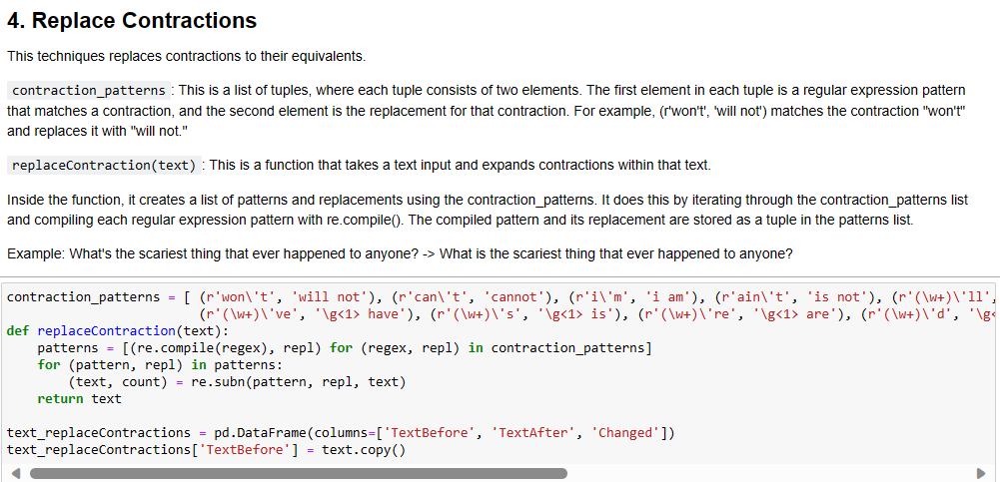 4. Replace Contractions
This techniques replaces contractions to their equivalents.
contraction_patterns : This is a list of tuples, where each tuple consists of two elements. The first element in each tuple is a regular expression pattern
that matches a contraction, and the second element is the replacement for that contraction. For example, (r'won't', 'will not') matches the contraction "won't"
and replaces it with "will not."
replaceContraction(text) : This is a function that takes a text input and expands contractions within that text.
Inside the function, it creates a list of patterns and replacements using the contraction_patterns. It does this by iterating through the contraction_patterns list
and compiling each regular expression pattern with re.compile(). The compiled pattern and its replacement are stored as a tuple in the patterns list.
Example: What's the scariest thing that ever happened to anyone? -> What is the scariest thing that ever happened to anyone?
contraction_patterns = [ (r'won\'t', 'will not'), (r'can\'t', 'cannot'), (r'i\'m', 'i am'), (r'ain\'t', 'is not'), (r'(\w+)\'ll',
(r'(\w+)\'ve', '\g<1> have'), (r'(\w+)\'s', '\g<1> is'), (r'(\w+)\'re', '\g<1> are'), (r'(\w+)\'d', '\g<
def replaceContraction(text):
    patterns = [(re.compile(regex), repl) for (regex, repl) in contraction_patterns]
    for (pattern, repl) in patterns:
        (text, count) = re.subn(pattern, repl, text)
    return text
text_replaceContractions = pd.DataFrame(columns=['TextBefore', 'TextAfter', 'Changed'])
text_replaceContractions['TextBefore'] = text.copy()